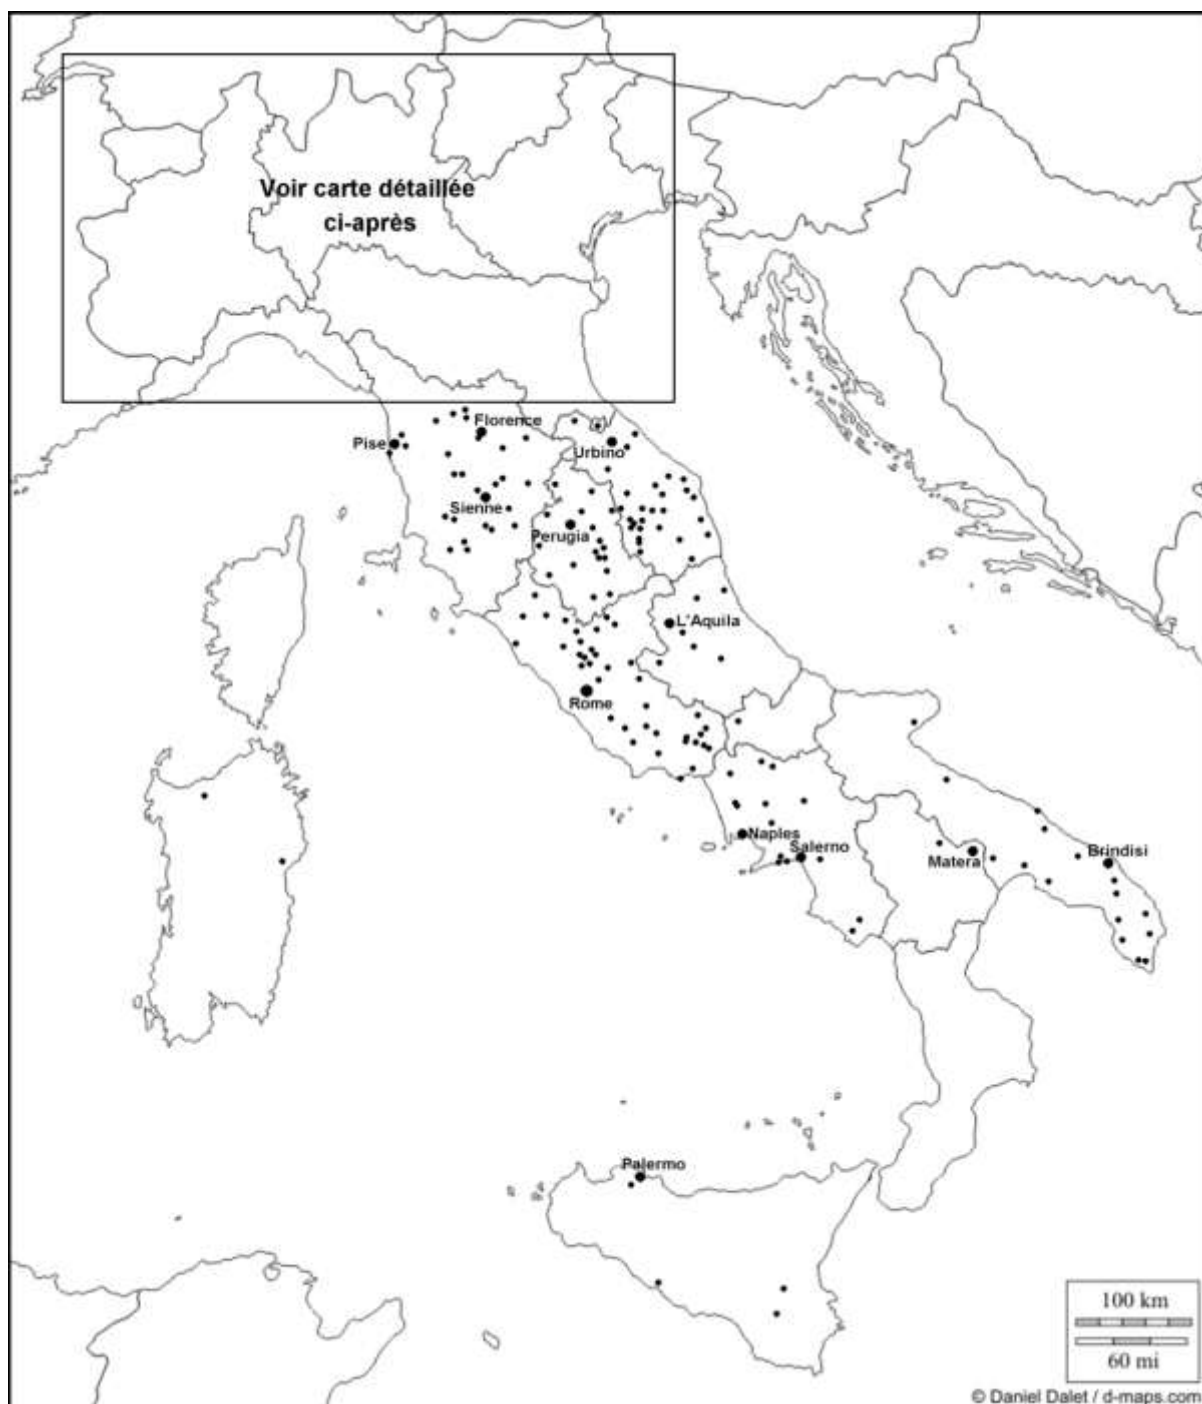 Voir carte détaillée
ci-après
Florence
Pise
Urbino
Sienne
Perugia
L'Aquila
Rome
Naples
Salerno
Matera
Brindisi
Palermo
100 km
60 mi
© Daniel Dalet / d-maps.com